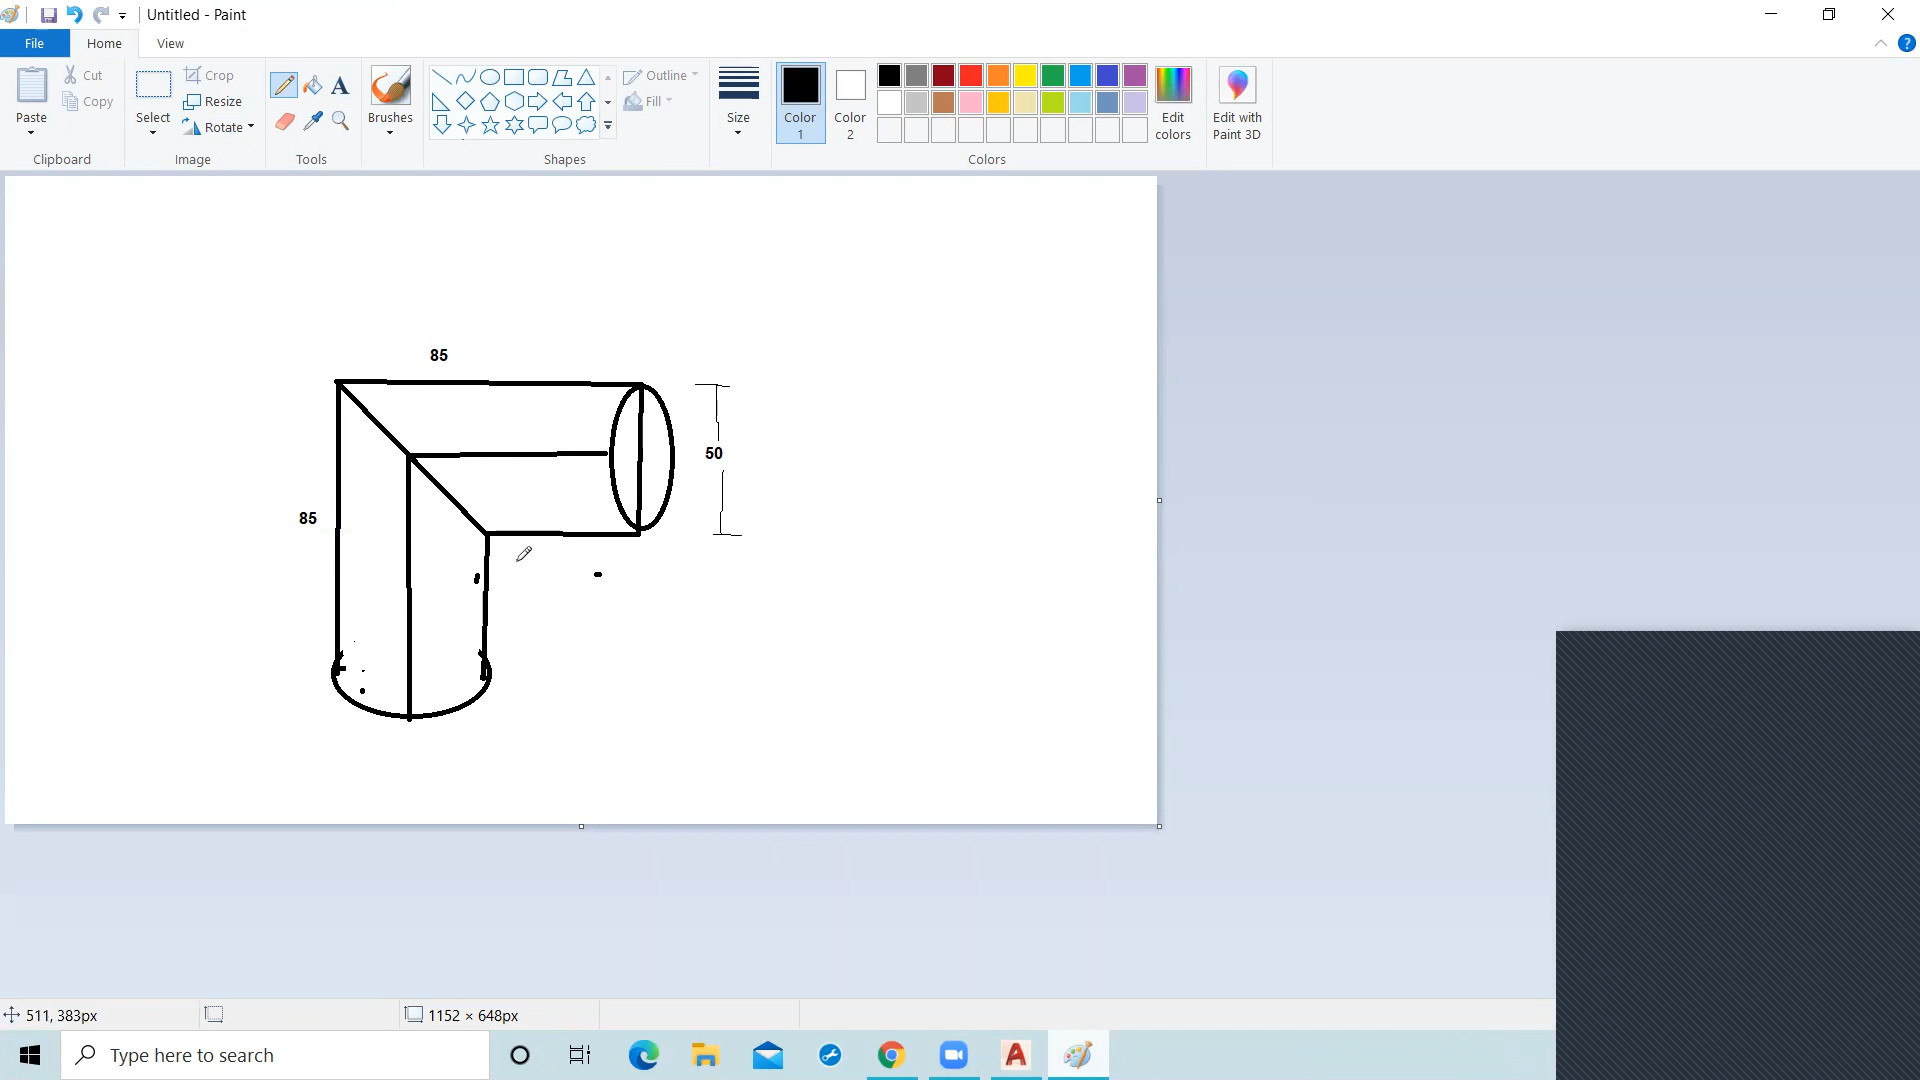 Untitled - Paint
File Home View
Paste
Cut
Copy
Clipboard
Select
Crop
Resize
Rotate
Image
A
Tools
Brushes
Shapes
Outline
Fill
Size
Color 1
Color 2
Colors
Edit colors
Edit with Paint 3D
?
85
50
85
511, 383px
1152 × 648px
Type here to search
A